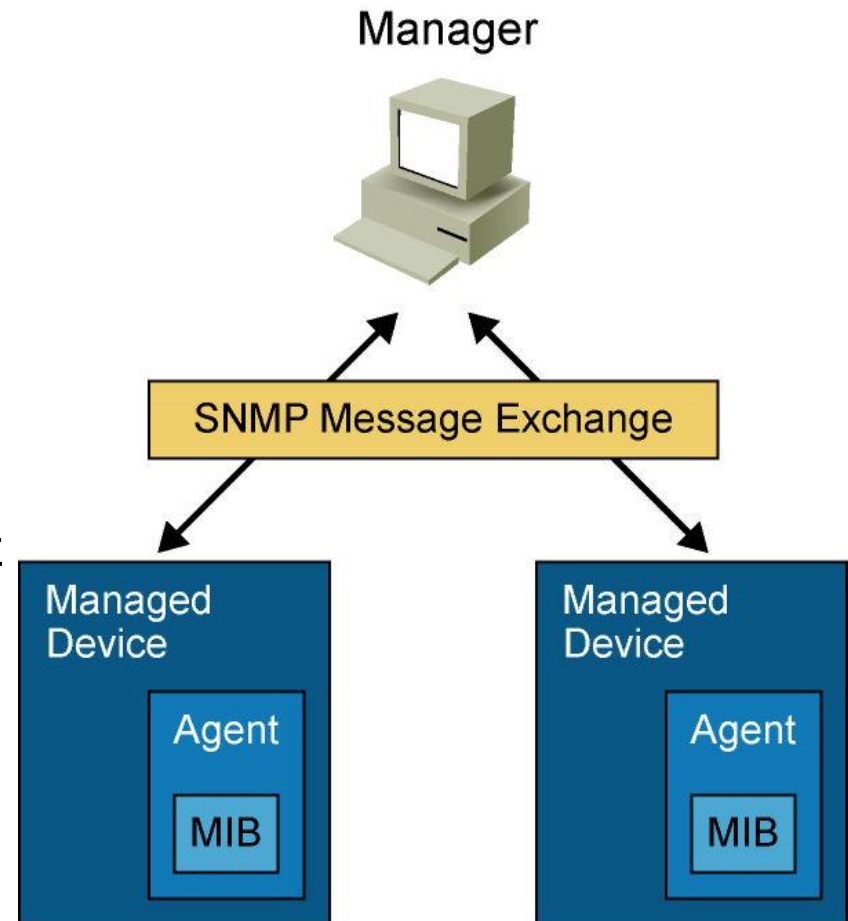 Manager
SNMP Message Exchange
Managed
Device
Agent
MIB
Managed
Device
Agent
MIB